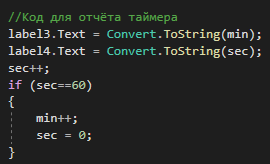 //Код для отчёта таймера
label3.Text = Convert.ToString(min);
label4.Text = Convert.ToString(sec);
sec++;
if (sec==60)
{
min++;
sec = 0;
}